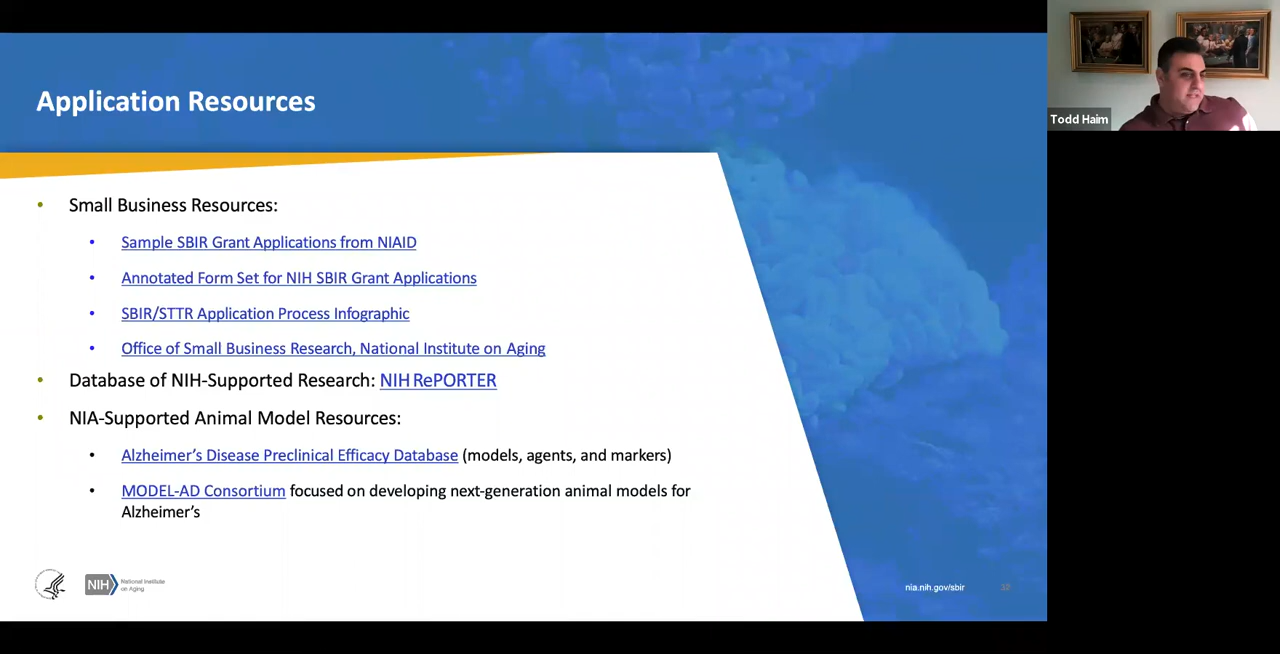 Application Resources
Todd Haim
• Small Business Resources:
• Sample SBIR Grant Applications from NIAID
• Annotated Form Set for NIH SBIR Grant Applications
• SBIR/STTR Application Process Infographic
• Office of Small Business Research, National Institute on Aging
• Database of NIH-Supported Research: NIH RePORTER
• NIA-Supported Animal Model Resources:
• Alzheimer’s Disease Preclinical Efficacy Database (models, agents, and markers)
• MODEL-AD Consortium focused on developing next-generation animal models for
Alzheimer’s
NIH National Institute
on Aging
nia.nih.gov/sbir